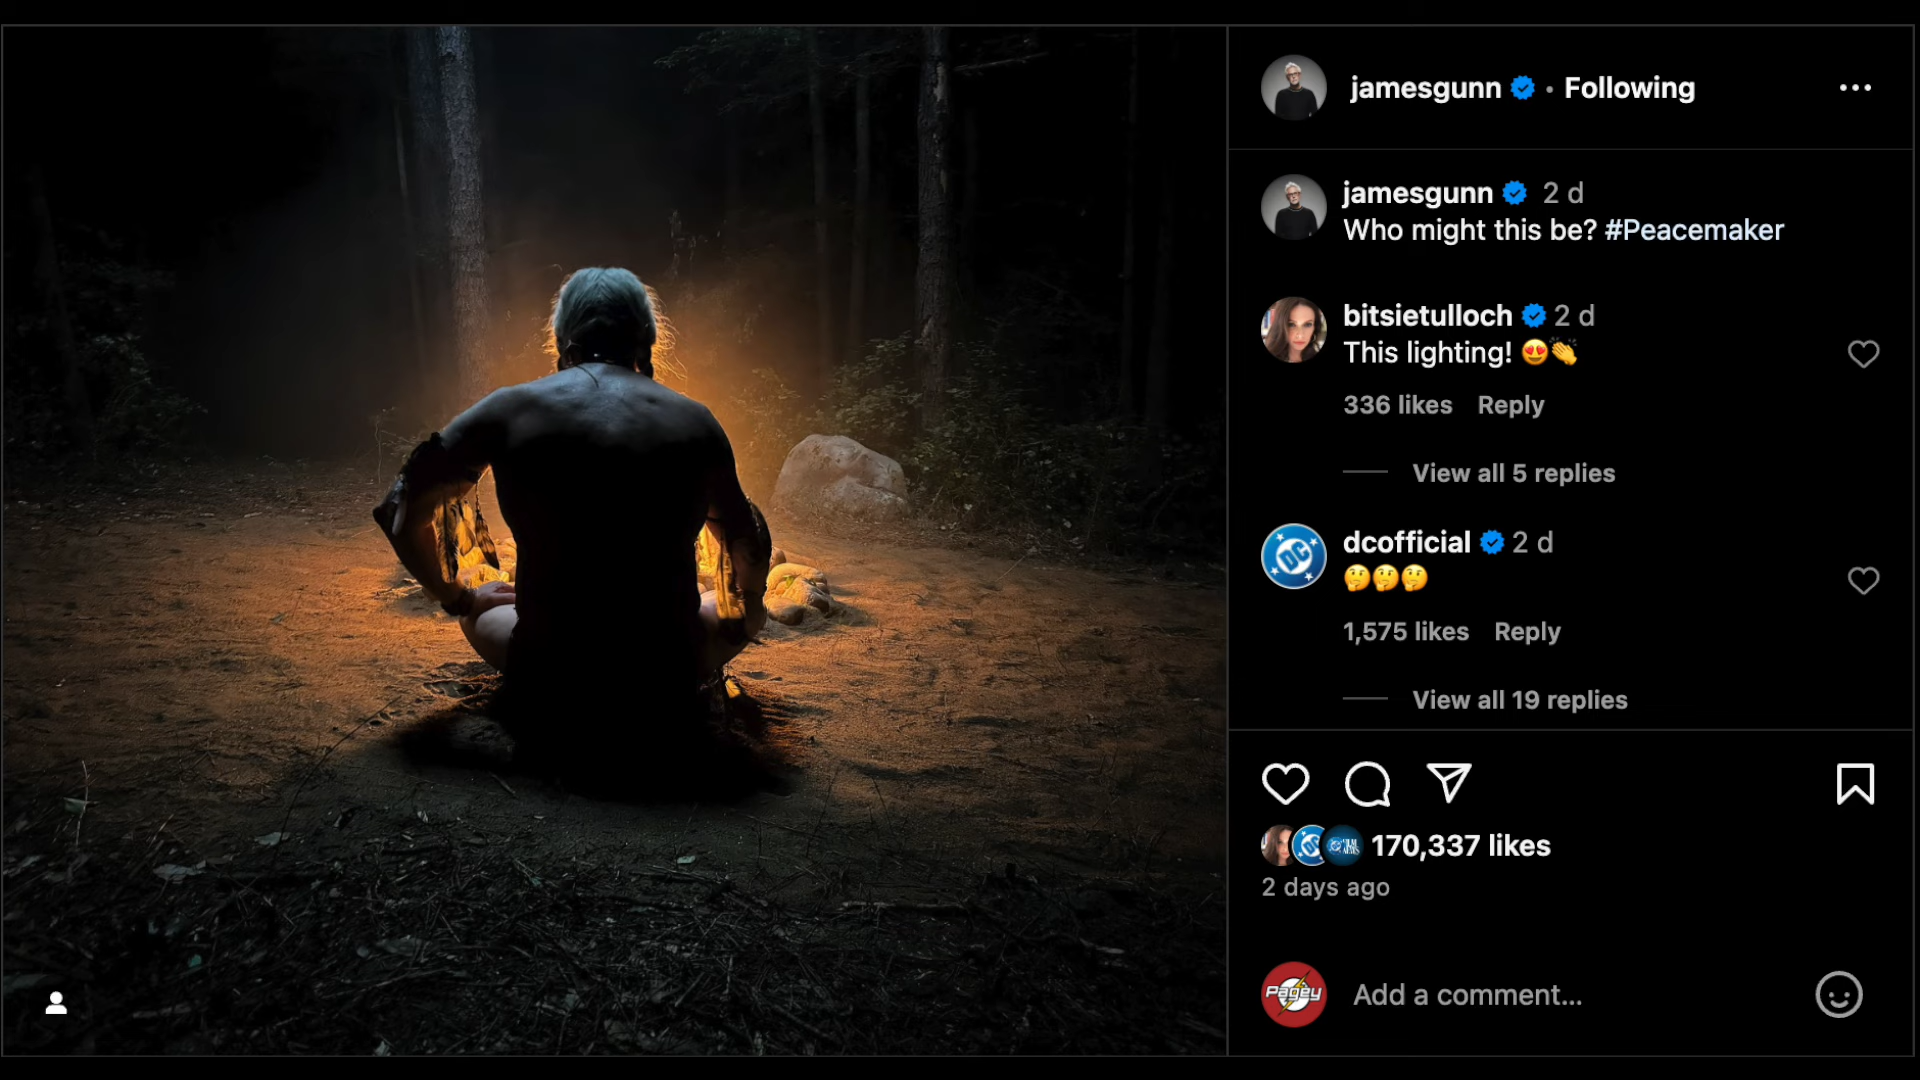 jamesgunn • Following
jamesgunn 2 d
Who might this be? #Peacemaker
bitsietulloch 2 d
This lighting! 😍👏
336 likes Reply
View all 5 replies
dcofficial 2 d
🤔🤔🤔
1,575 likes Reply
View all 19 replies
170,337 likes
2 days ago
Pagey
Add a comment...
DC